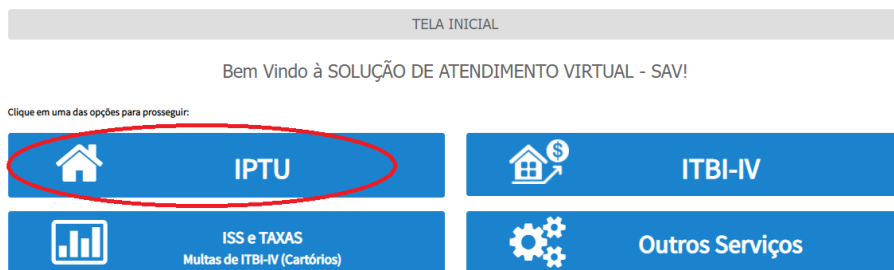 TELA INICIAL
Bem Vindo à SOLUÇÃO DE ATENDIMENTO VIRTUAL - SAV!
Clique em uma das opções para prosseguir:
IPTU
ITBI-IV
ISS e TAXAS
Multas de ITBI-IV (Cartórios)
Outros Serviços